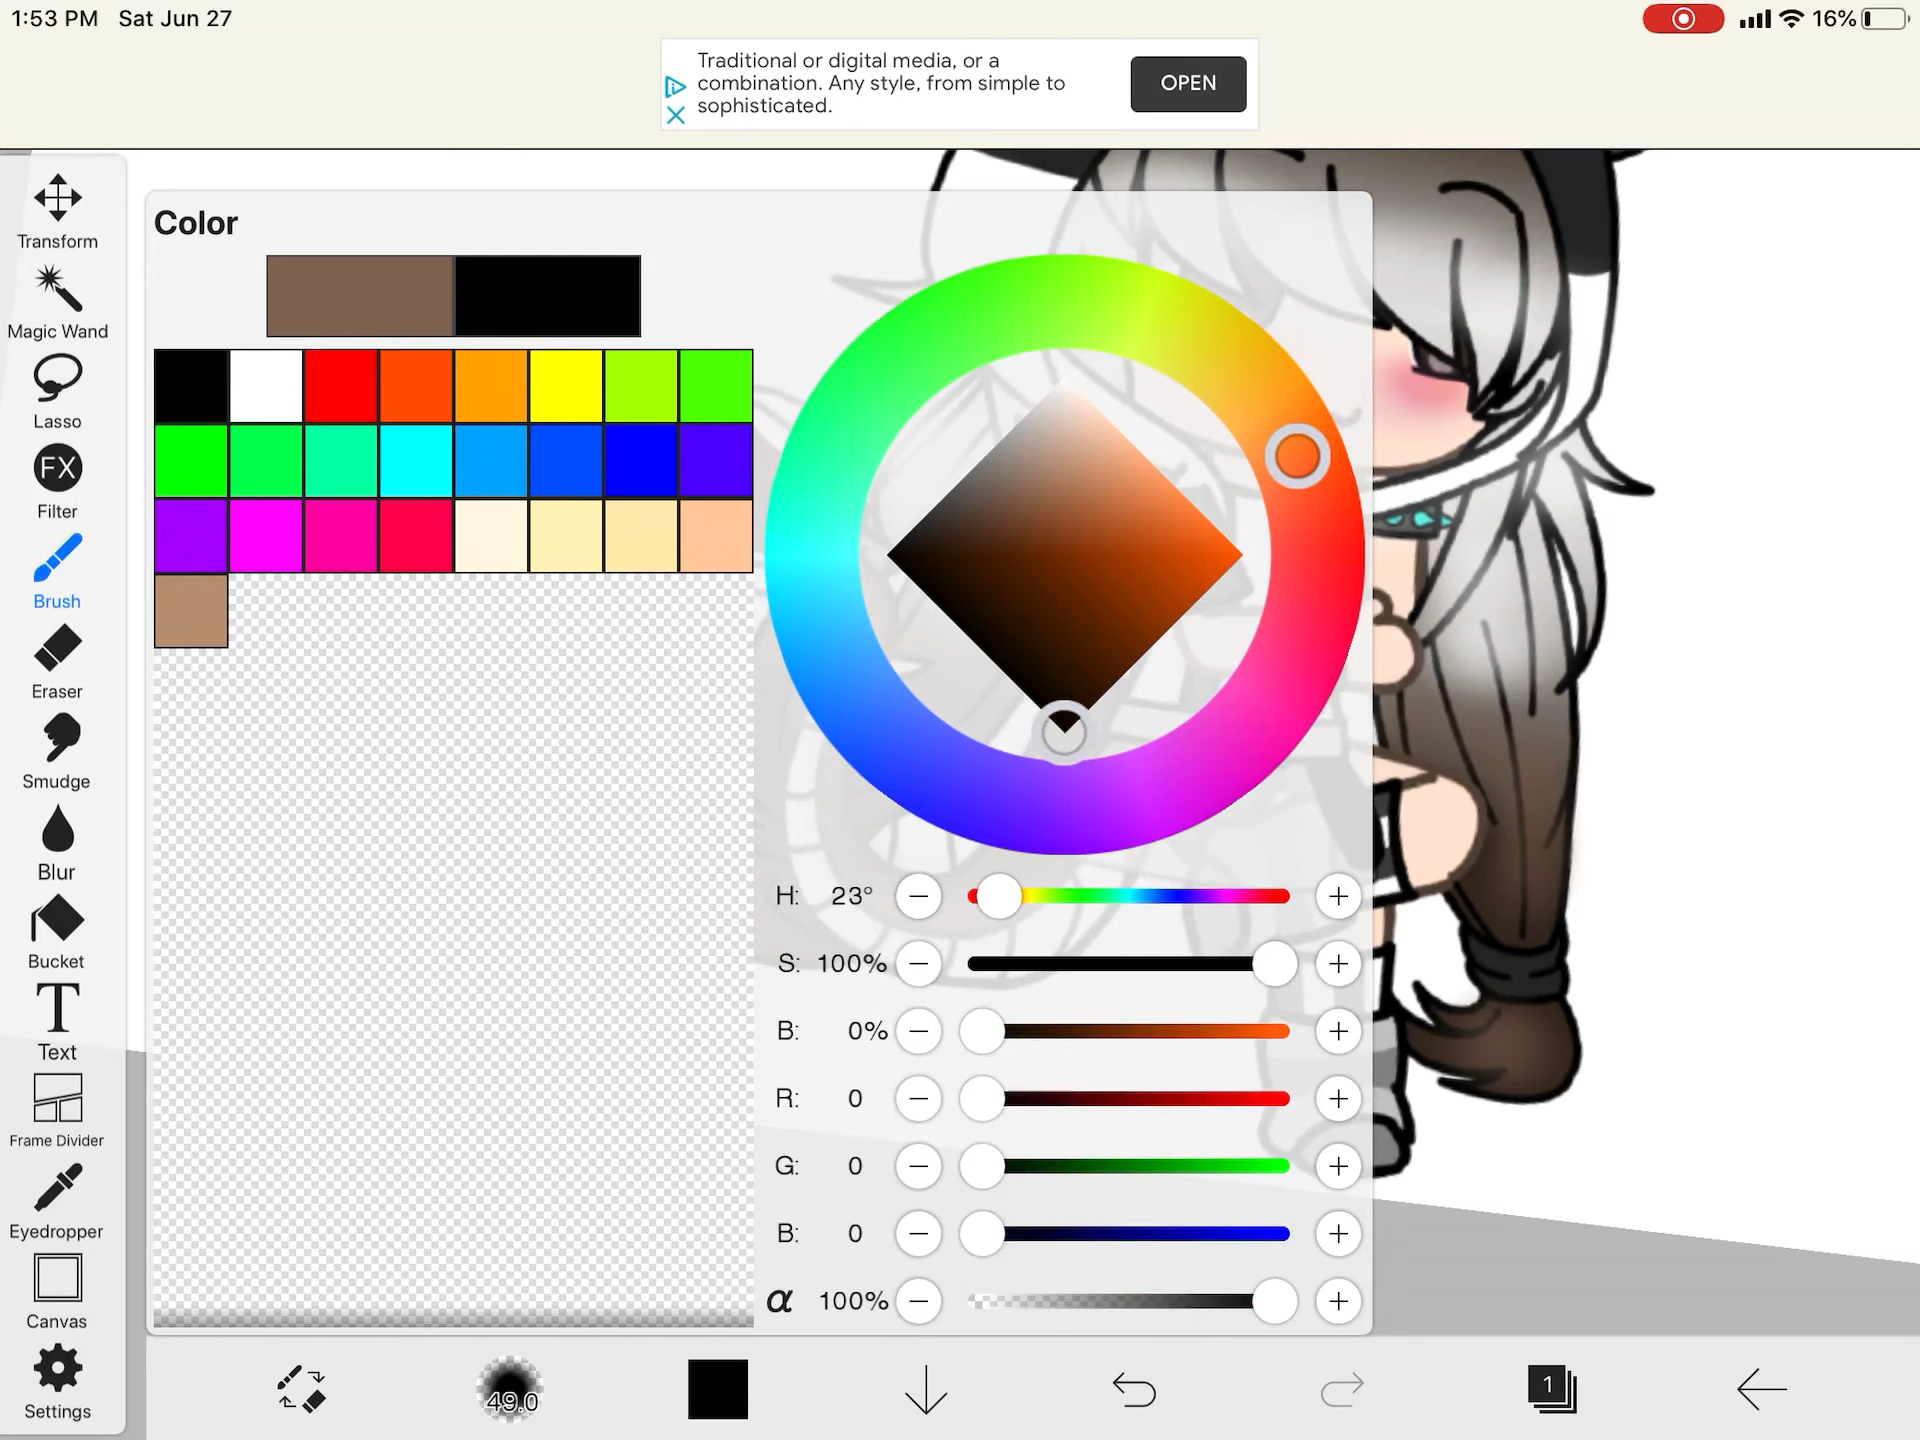 1:53 PM Sat Jun 27
16%
Traditional or digital media, or a
combination. Any style, from simple to
sophisticated.
OPEN
Transform
Magic Wand
Lasso
FX
Filter
Brush
Eraser
Smudge
Blur
Bucket
T
Text
Frame Divider
Eyedropper
Canvas
Settings
Color
H: 23°
S: 100%
B: 0%
R: 0
G: 0
B: 0
α 100%
49.0
1